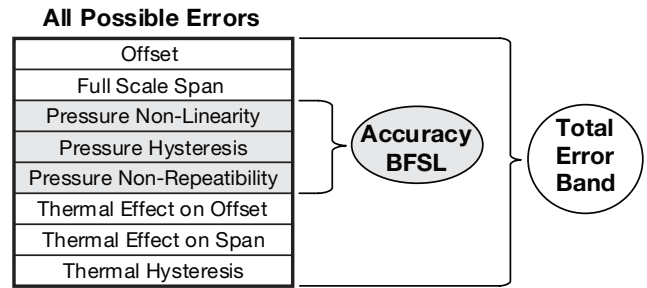 All Possible Errors
Offset
Full Scale Span
Pressure Non-Linearity
Pressure Hysteresis
Pressure Non-Repeatibility
Thermal Effect on Offset
Thermal Effect on Span
Thermal Hysteresis
Accuracy
BFSL
Total
Error
Band